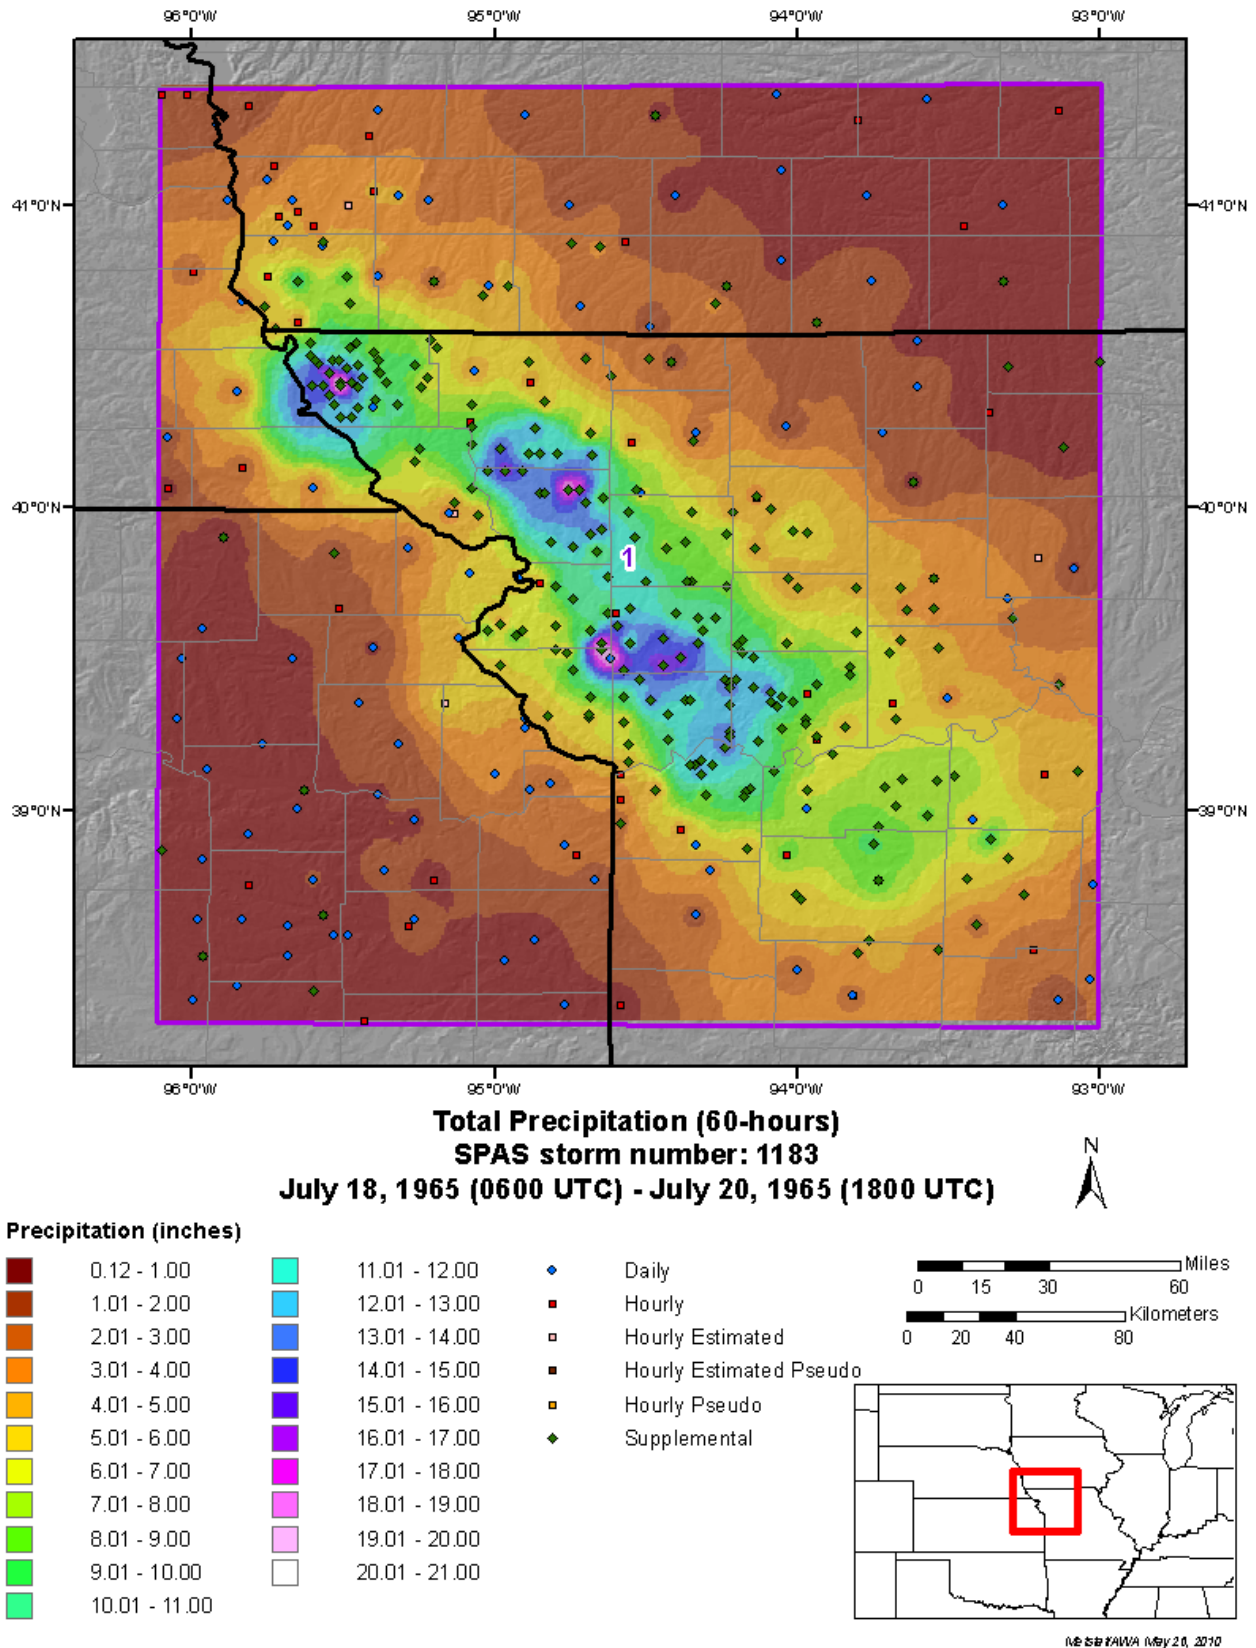 96°0'W 95°0'W 94°0'W 93°0'W
41°0'N 41°0'N
40°0'N 40°0'N
1
39°0'N 39°0'N
96°0'W 95°0'W 94°0'W 93°0'W
Total Precipitation (60-hours)
SPAS storm number: 1183
July 18, 1965 (0600 UTC) - July 20, 1965 (1800 UTC)
N
Precipitation (inches)
0.12 - 1.00 11.01 - 12.00 Daily
1.01 - 2.00 12.01 - 13.00 Hourly
2.01 - 3.00 13.01 - 14.00 Hourly Estimated
3.01 - 4.00 14.01 - 15.00 Hourly Estimated Pseudo
4.01 - 5.00 15.01 - 16.00 Hourly Pseudo
5.01 - 6.00 16.01 - 17.00 Supplemental
6.01 - 7.00 17.01 - 18.00
7.01 - 8.00 18.01 - 19.00
8.01 - 9.00 19.01 - 20.00
9.01 - 10.00 20.01 - 21.00
10.01 - 11.00
Miles
0 15 30 60
Kilometers
0 20 40 80
May 20, 2010